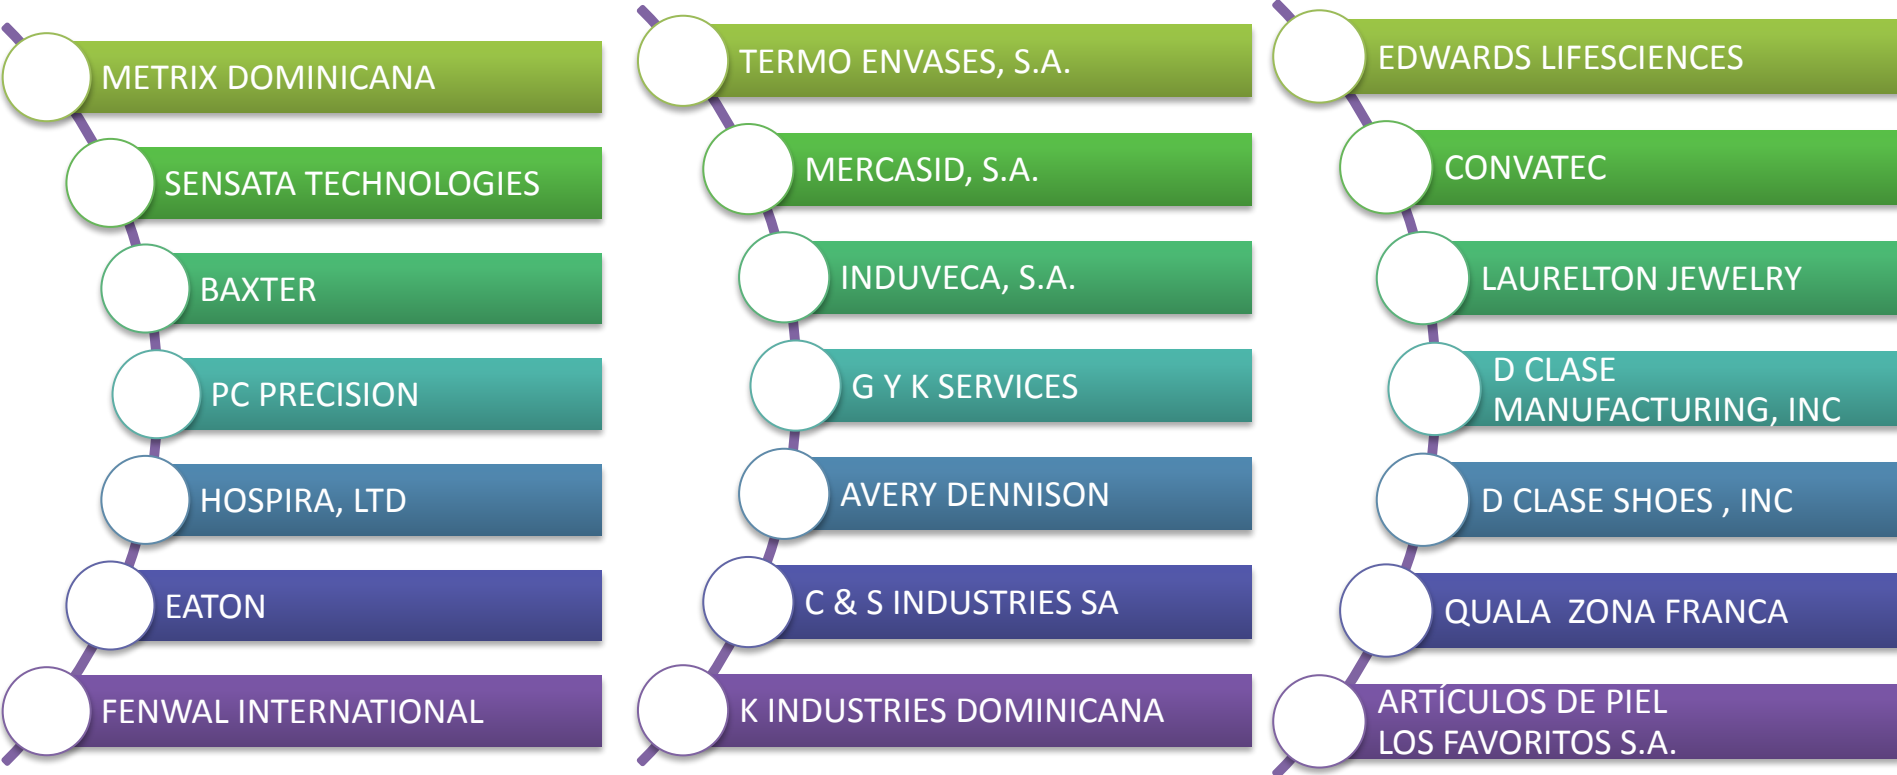 METRIX DOMINICANA
SENSATA TECHNOLOGIES
BAXTER
PC PRECISION
HOSPIRA, LTD
EATON
FENWAL INTERNATIONAL
TERMO ENVASES, S.A.
MERCASID, S.A.
INDUVECA, S.A.
G Y K SERVICES
AVERY DENNISON
C & S INDUSTRIES SA
K INDUSTRIES DOMINICANA
EDWARDS LIFESCIENCES
CONVATEC
LAURELTON JEWELRY
D CLASE
MANUFACTURING, INC
D CLASE SHOES , INC
QUALA  ZONA FRANCA
ARTÍCULOS DE PIEL
LOS FAVORITOS S.A.